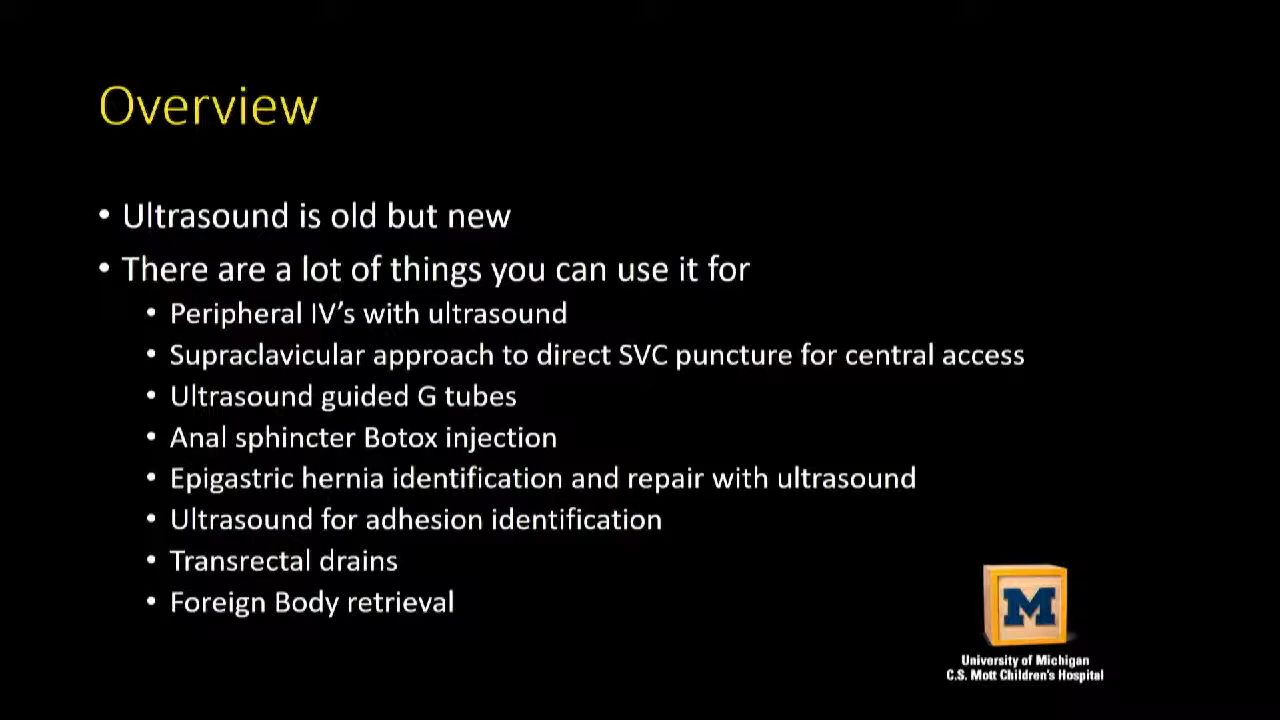 Overview
• Ultrasound is old but new
• There are a lot of things you can use it for
• Peripheral IV’s with ultrasound
• Supraclavicular approach to direct SVC puncture for central access
• Ultrasound guided G tubes
• Anal sphincter Botox injection
• Epigastric hernia identification and repair with ultrasound
• Ultrasound for adhesion identification
• Transrectal drains
• Foreign Body retrieval
M
University of Michigan
C.S. Mott Children's Hospital